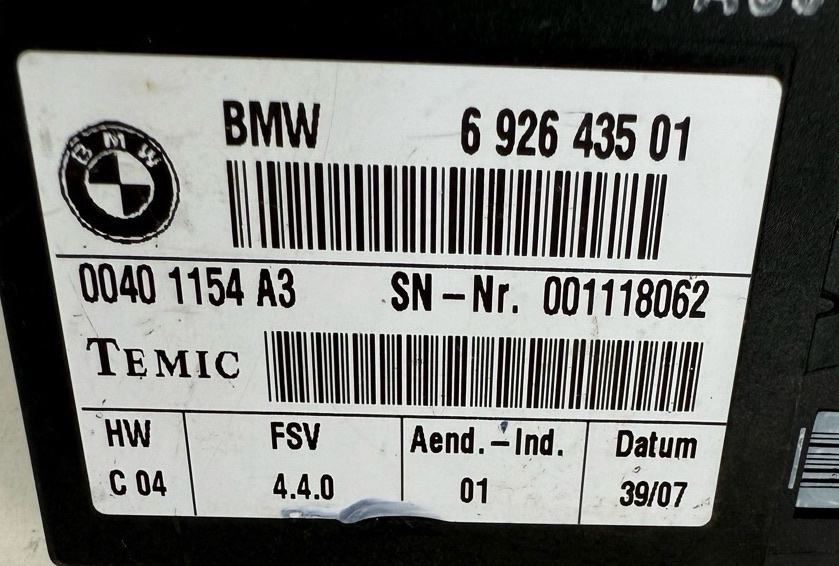 BMW 6 926 435 01
BMW
0040 1154 A3 SN-Nr. 001118062
TEMIC
HW FSV Aend.-Ind. Datum
C 04 4.4.0 01 39/07